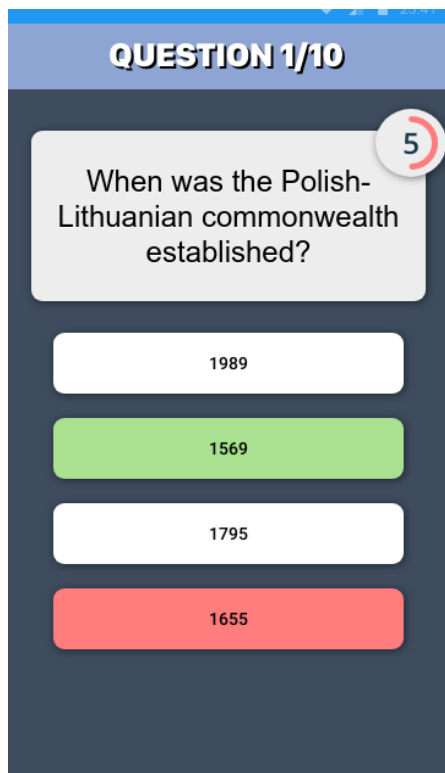 QUESTION 1/10
5
When was the Polish-
Lithuanian commonwealth
established?
1989
1569
1795
1655